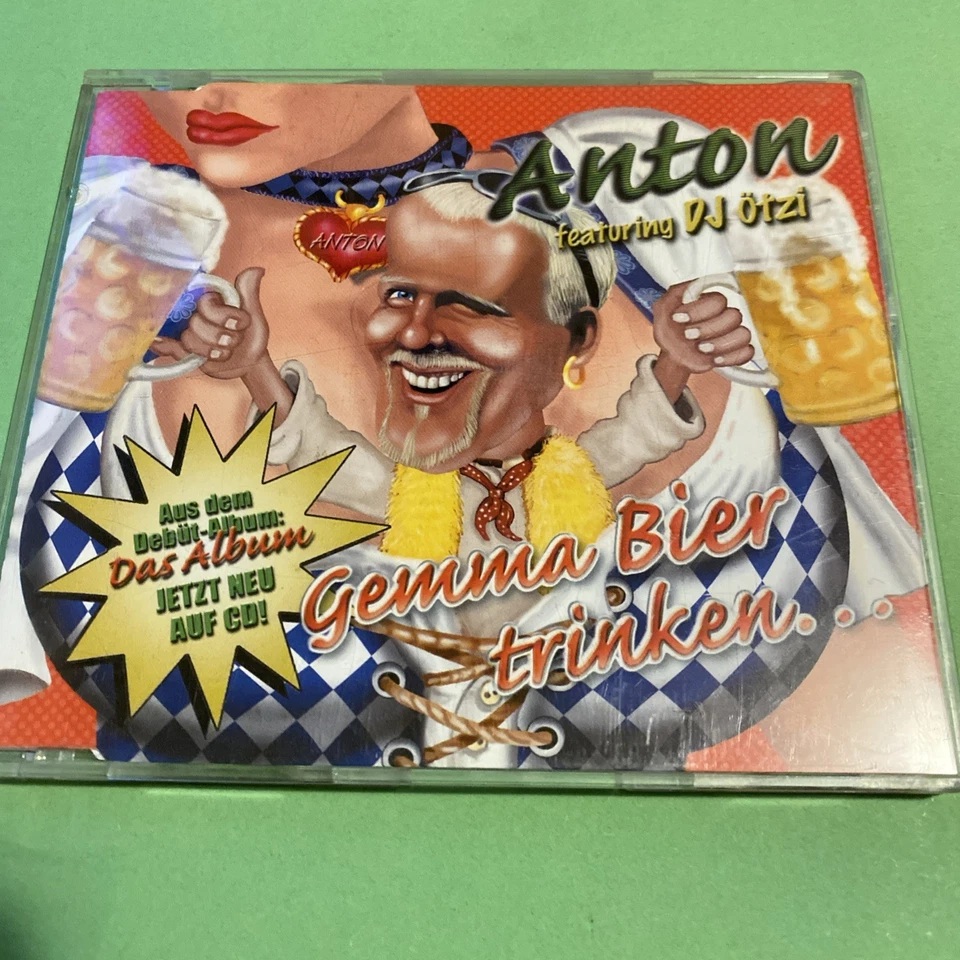 Anton
featuring DJ Ötzi
ANTON
Aus dem
Debüt-Album:
Das Album
JETZT NEU
AUF CD!
Gemma Bier
trinken...